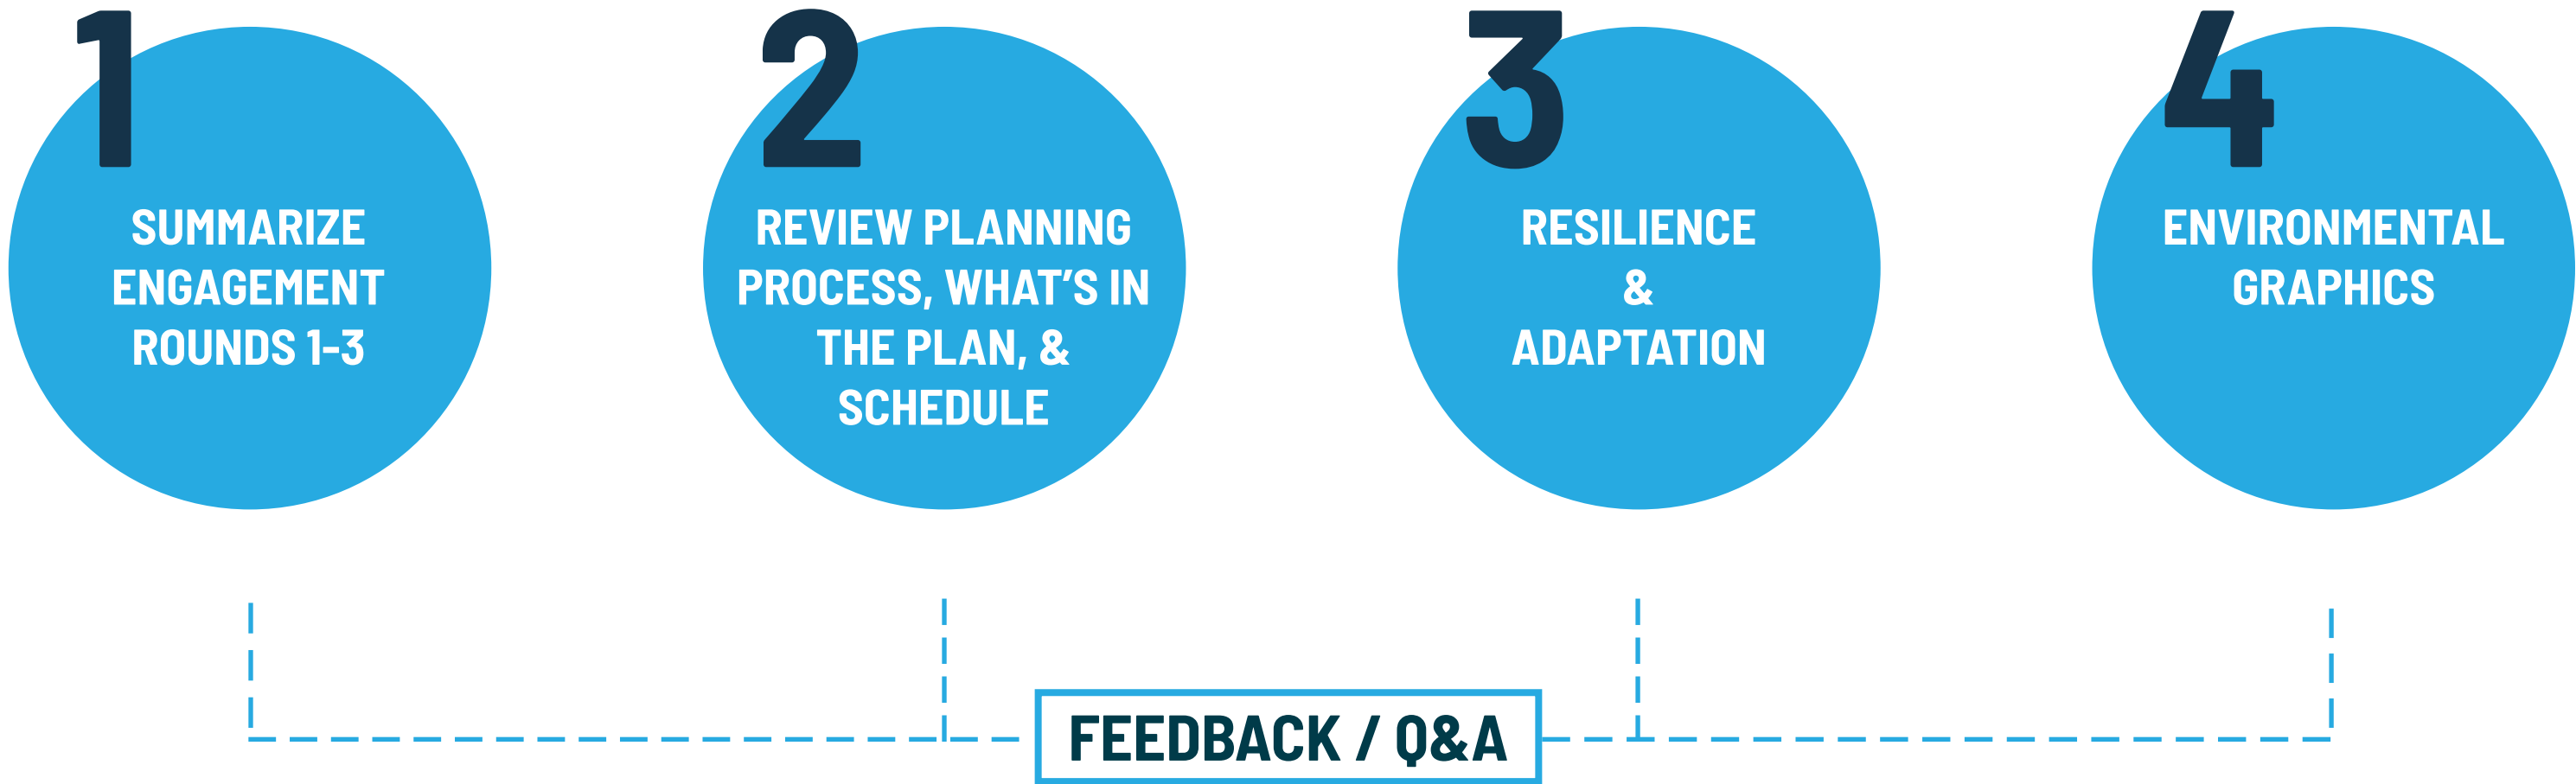 1
SUMMARIZE
ENGAGEMENT
ROUNDS 1-3
2
REVIEW PLANNING
PROCESS, WHAT’S IN
THE PLAN, &
SCHEDULE
3
RESILIENCE
&
ADAPTATION
4
ENVIRONMENTAL
GRAPHICS
FEEDBACK / Q&A